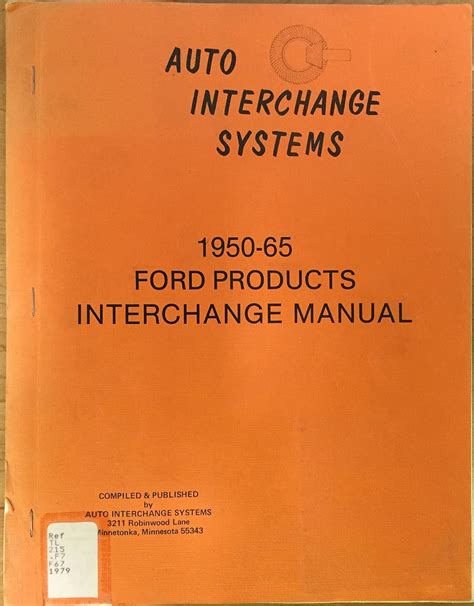 AUTO
INTERCHANGE
SYSTEMS
1950-65
FORD PRODUCTS
INTERCHANGE MANUAL
COMPILED & PUBLISHED
by
AUTO INTERCHANGE SYSTEMS
3211 Robinwood Lane
Minnetonka, Minnesota 55343
Ref
TL
215
.F7
F67
1979